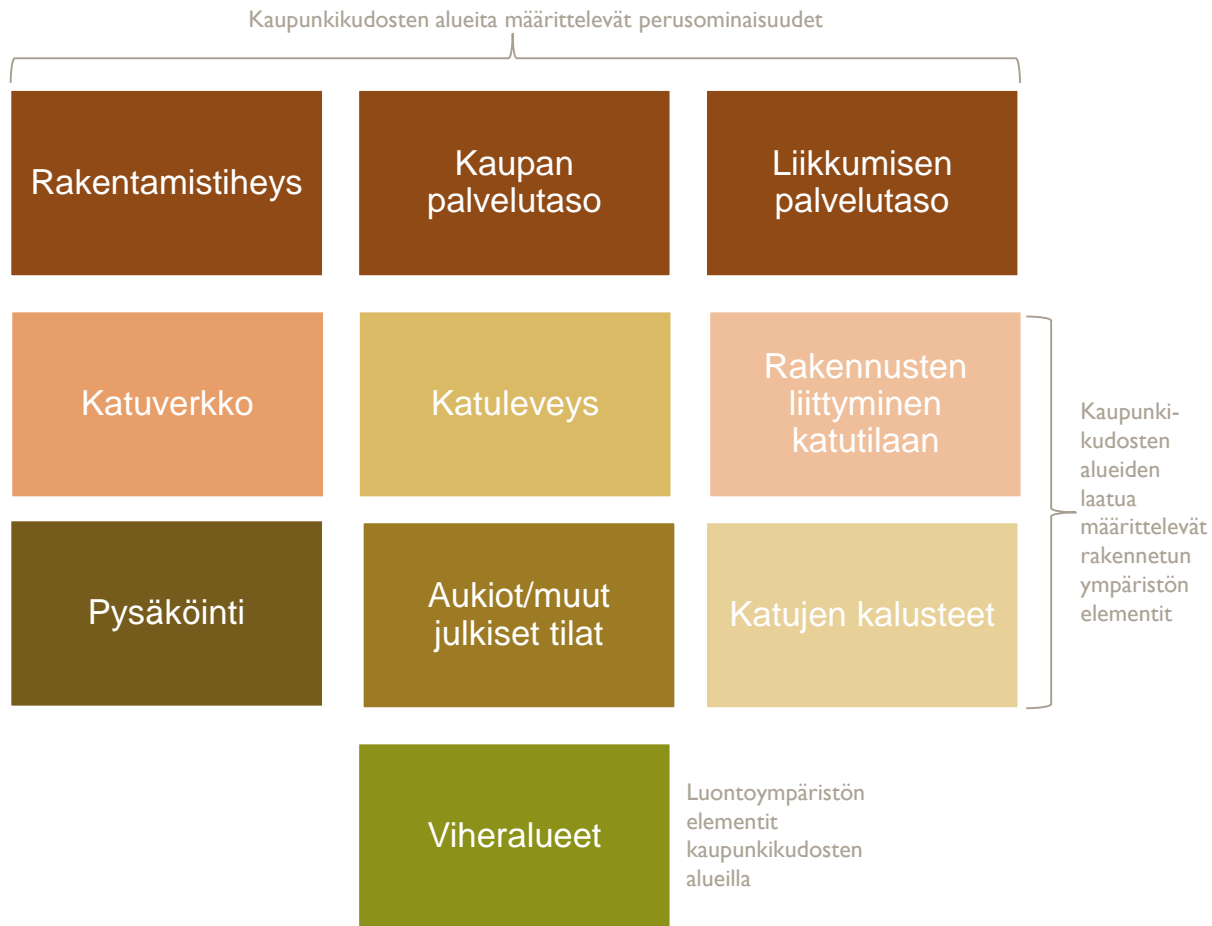 Kaupunkikudosten alueita määrittelevät perusominaisuudet
Rakentamistiheys
Kaupan
palvelutaso
Liikkumisen
palvelutaso
Katuverkko
Katuleveys
Rakennusten
liittyminen
katutilaan
Pysäköinti
Aukiot/muut
julkiset tilat
Katujen kalusteet
Kaupunki-
kudosten
alueiden
laatua
määrittelevät
rakennetun
ympäristön
elementit
Viheralueet
Luontoympäristön
elementit
kaupunkikudosten
alueilla